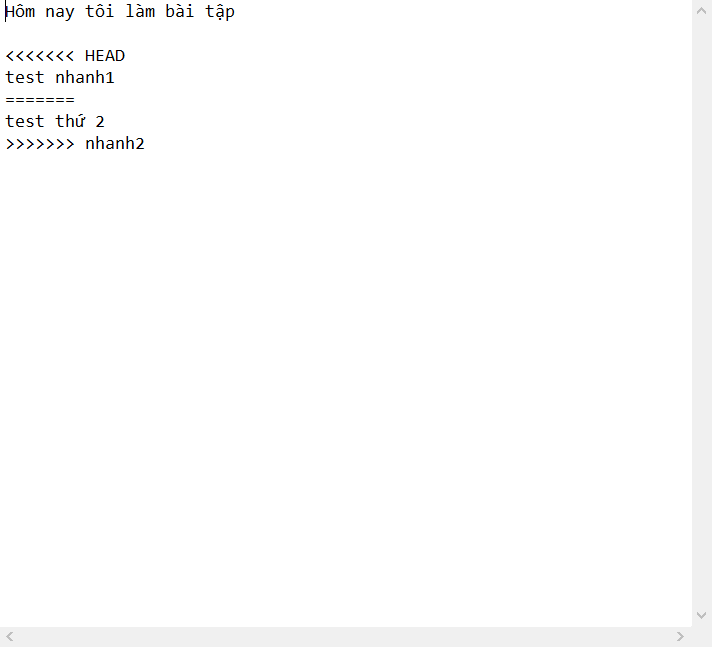 Hôm nay tôi làm bài tập
<<<<<<< HEAD
test nhanh1
=======
test thứ 2
>>>>>>> nhanh2